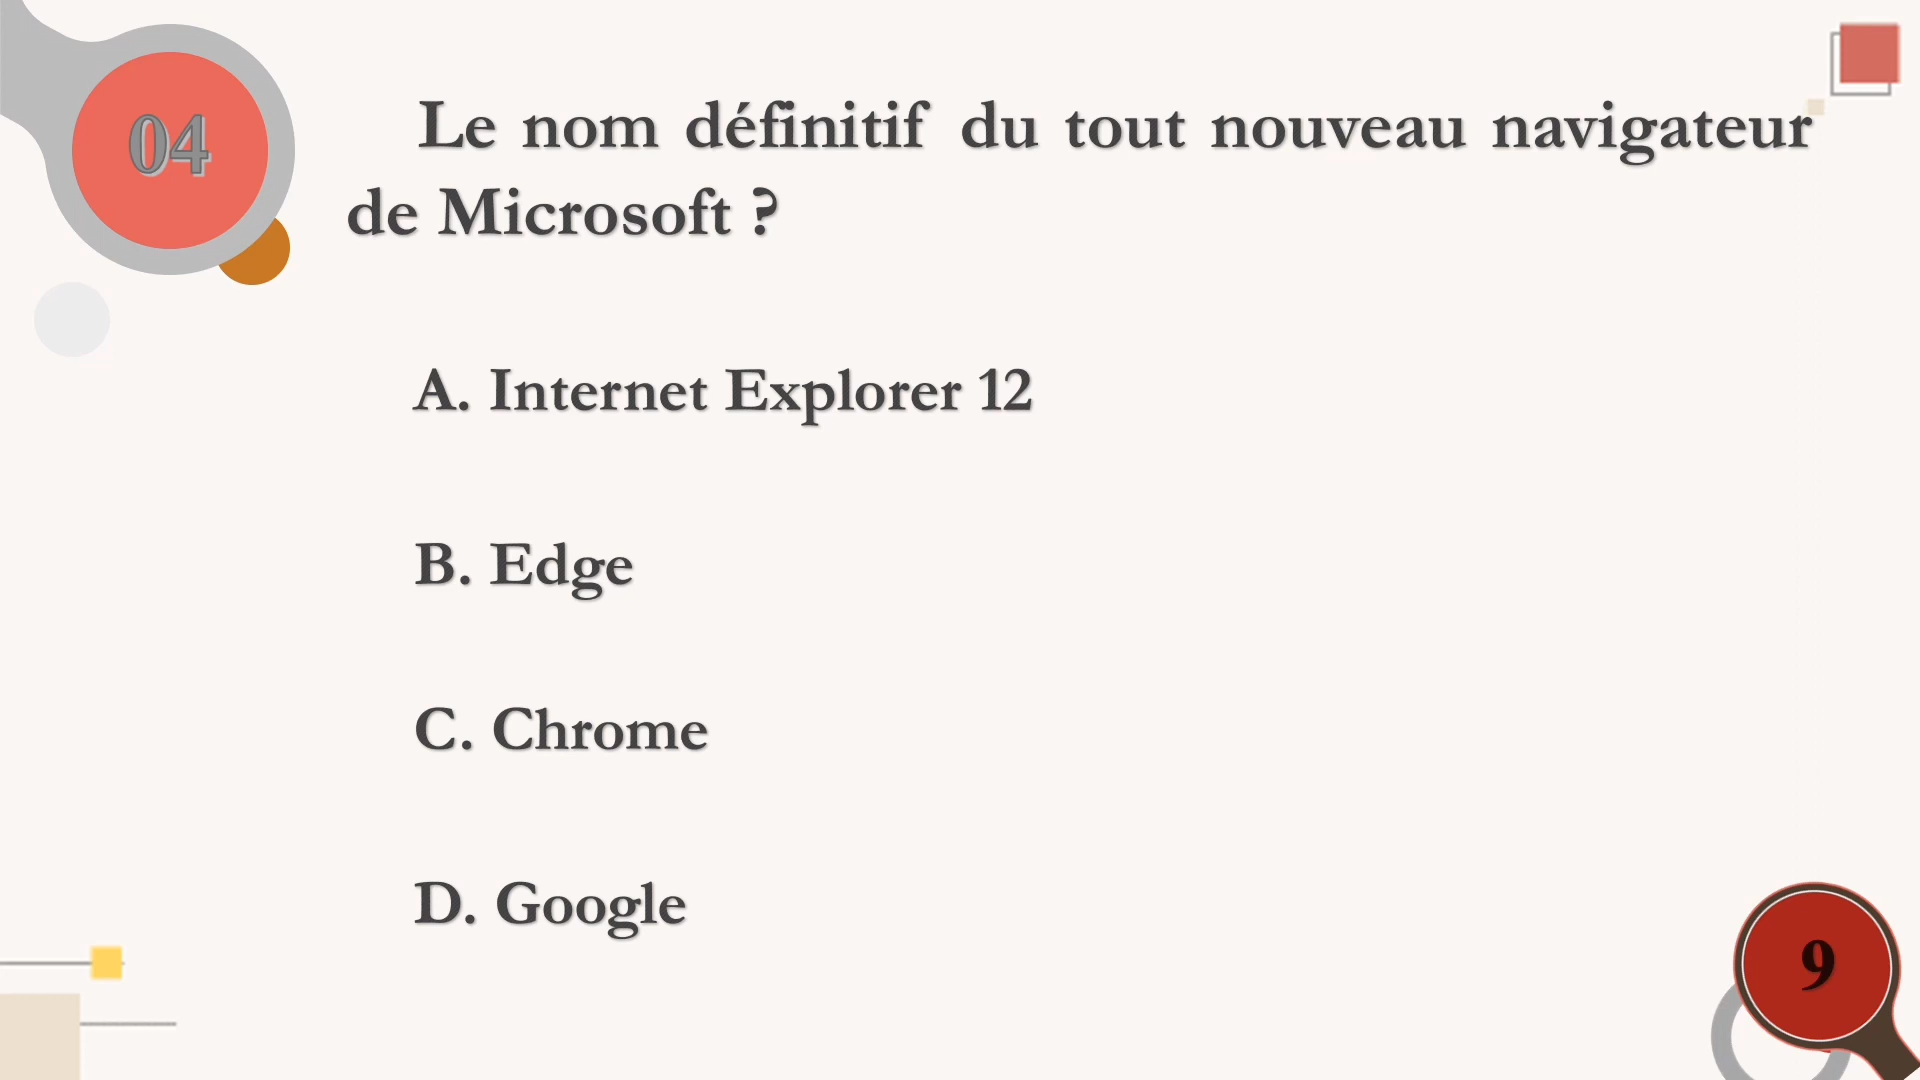 04
Le nom définitif du tout nouveau navigateur
de Microsoft ?
A. Internet Explorer 12
B. Edge
C. Chrome
D. Google
9